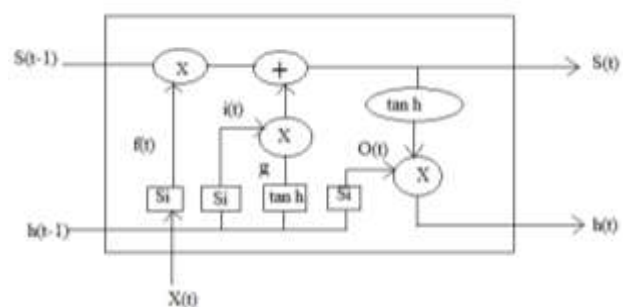 S(t-1)
X
+
S(t)
tan h
i(t)
X
f(t)
O(t)
X
g
Si
Si
tan h
Si
h(t-1)
h(t)
X(t)